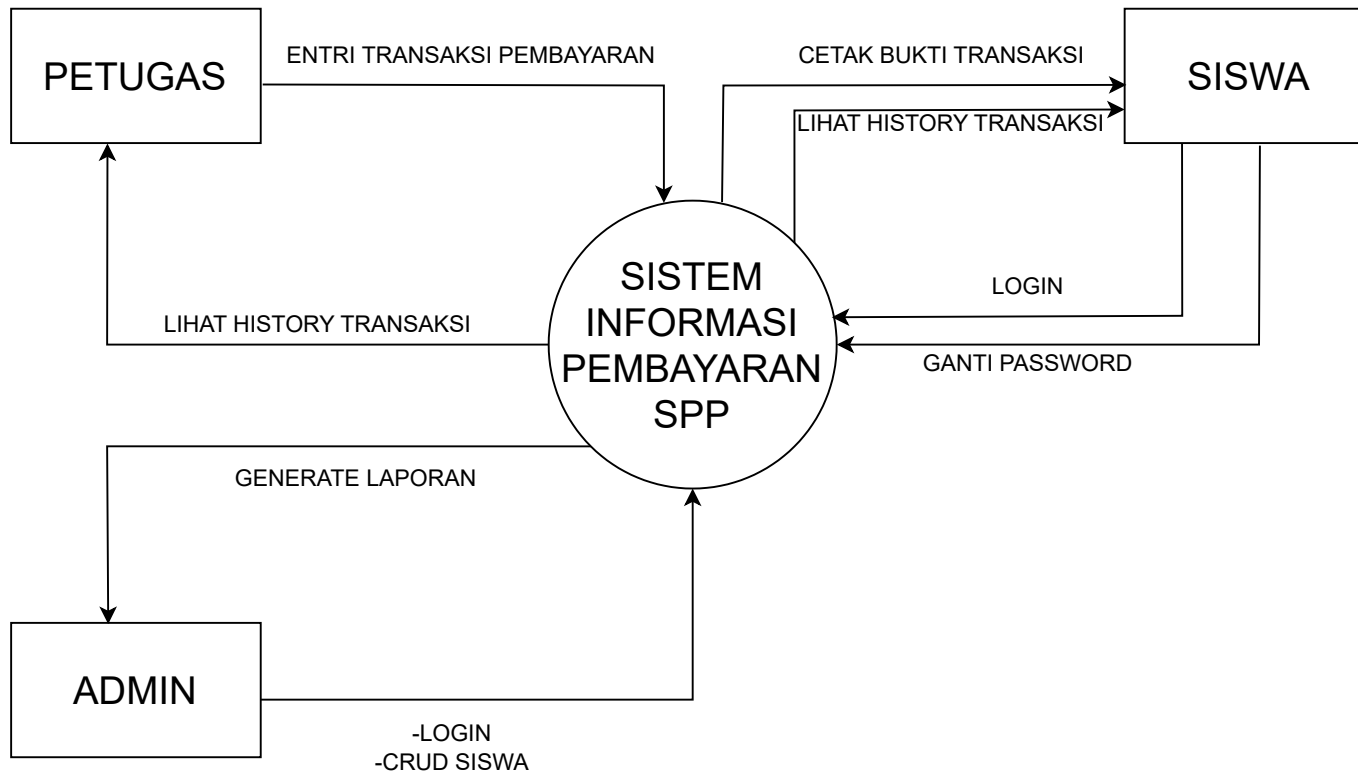 PETUGAS
ENTRI TRANSAKSI PEMBAYARAN
CETAK BUKTI TRANSAKSI
SISWA
LIHAT HISTORY TRANSAKSI
SISTEM
INFORMASI
PEMBAYARAN
SPP
LOGIN
LIHAT HISTORY TRANSAKSI
GANTI PASSWORD
GENERATE LAPORAN
ADMIN
-LOGIN
-CRUD SISWA